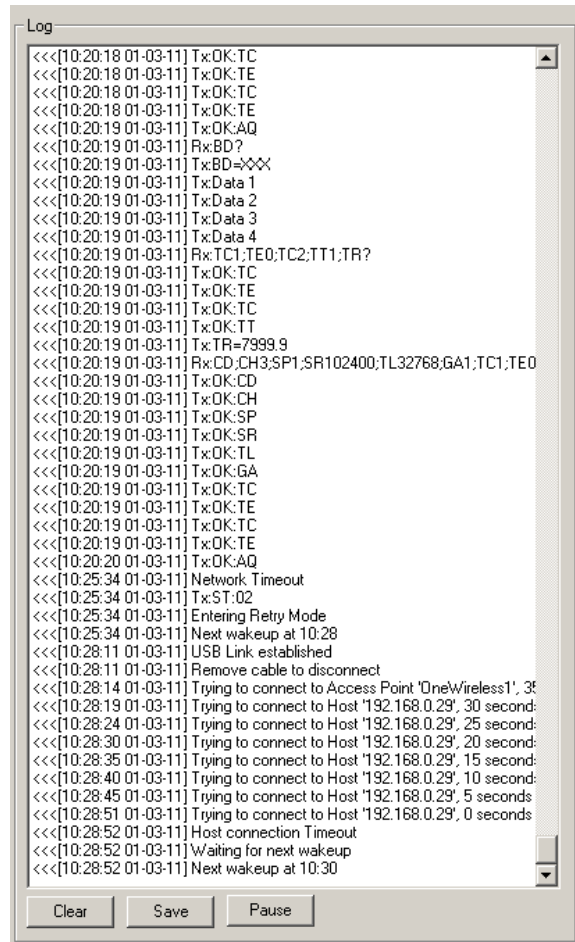 Log
<<<[10:20:18 01-03-11] Tx:OK:TC
<<<[10:20:18 01-03-11] Tx:OK:TE
<<<[10:20:18 01-03-11] Tx:OK:TC
<<<[10:20:18 01-03-11] Tx:OK:TE
<<<[10:20:19 01-03-11] Tx:OK:AQ
<<<[10:20:19 01-03-11] Rx:BD?
<<<[10:20:19 01-03-11] Tx:BD=XXX
<<<[10:20:19 01-03-11] Tx:Data 1
<<<[10:20:19 01-03-11] Tx:Data 2
<<<[10:20:19 01-03-11] Tx:Data 3
<<<[10:20:19 01-03-11] Tx:Data 4
<<<[10:20:19 01-03-11] Rx:TC1;TE0;TC2;TT1;TR?
<<<[10:20:19 01-03-11] Tx:OK:TC
<<<[10:20:19 01-03-11] Tx:OK:TE
<<<[10:20:19 01-03-11] Tx:OK:TC
<<<[10:20:19 01-03-11] Tx:OK:TT
<<<[10:20:19 01-03-11] Tx:TR=7999.9
<<<[10:20:19 01-03-11] Rx:CD;CH3;SP1;SR102400;TL32768;GA1;TC1;TE0
<<<[10:20:19 01-03-11] Tx:OK:CD
<<<[10:20:19 01-03-11] Tx:OK:CH
<<<[10:20:19 01-03-11] Tx:OK:SP
<<<[10:20:19 01-03-11] Tx:OK:SR
<<<[10:20:19 01-03-11] Tx:OK:TL
<<<[10:20:19 01-03-11] Tx:OK:GA
<<<[10:20:19 01-03-11] Tx:OK:TC
<<<[10:20:19 01-03-11] Tx:OK:TE
<<<[10:20:19 01-03-11] Tx:OK:TC
<<<[10:20:19 01-03-11] Tx:OK:TE
<<<[10:20:20 01-03-11] Tx:OK:AQ
<<<[10:25:34 01-03-11] Network Timeout
<<<[10:25:34 01-03-11] Tx:ST:02
<<<[10:25:34 01-03-11] Entering Retry Mode
<<<[10:25:34 01-03-11] Next wakeup at 10:28
<<<[10:28:11 01-03-11] USB Link established
<<<[10:28:11 01-03-11] Remove cable to disconnect
<<<[10:28:14 01-03-11] Trying to connect to Access Point 'OneWireless1', 35
<<<[10:28:19 01-03-11] Trying to connect to Host '192.168.0.29', 30 seconds
<<<[10:28:24 01-03-11] Trying to connect to Host '192.168.0.29', 25 seconds
<<<[10:28:30 01-03-11] Trying to connect to Host '192.168.0.29', 20 seconds
<<<[10:28:35 01-03-11] Trying to connect to Host '192.168.0.29', 15 seconds
<<<[10:28:40 01-03-11] Trying to connect to Host '192.168.0.29', 10 seconds
<<<[10:28:45 01-03-11] Trying to connect to Host '192.168.0.29', 5 seconds
<<<[10:28:51 01-03-11] Trying to connect to Host '192.168.0.29', 0 seconds
<<<[10:28:52 01-03-11] Host connection Timeout
<<<[10:28:52 01-03-11] Waiting for next wakeup
<<<[10:28:52 01-03-11] Next wakeup at 10:30
Clear Save Pause